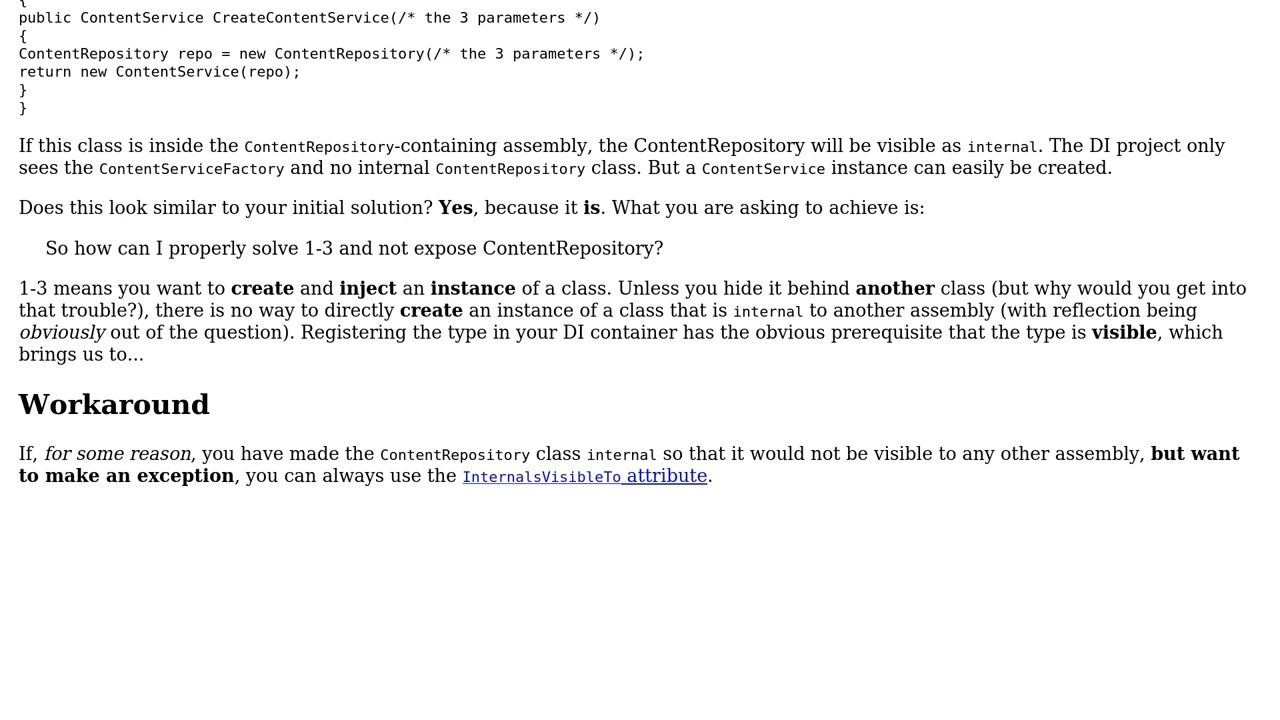 {
public ContentService CreateContentService(/* the 3 parameters */)
{
ContentRepository repo = new ContentRepository(/* the 3 parameters */);
return new ContentService(repo);
}
}
If this class is inside the ContentRepository-containing assembly, the ContentRepository will be visible as internal. The DI project only
sees the ContentServiceFactory and no internal ContentRepository class. But a ContentService instance can easily be created.
Does this look similar to your initial solution? Yes, because it is. What you are asking to achieve is:
So how can I properly solve 1-3 and not expose ContentRepository?
1-3 means you want to create and inject an instance of a class. Unless you hide it behind another class (but why would you get into
that trouble?), there is no way to directly create an instance of a class that is internal to another assembly (with reflection being
obviously out of the question). Registering the type in your DI container has the obvious prerequisite that the type is visible, which
brings us to...
Workaround
If, for some reason, you have made the ContentRepository class internal so that it would not be visible to any other assembly, but want
to make an exception, you can always use the InternalsVisibleTo attribute.